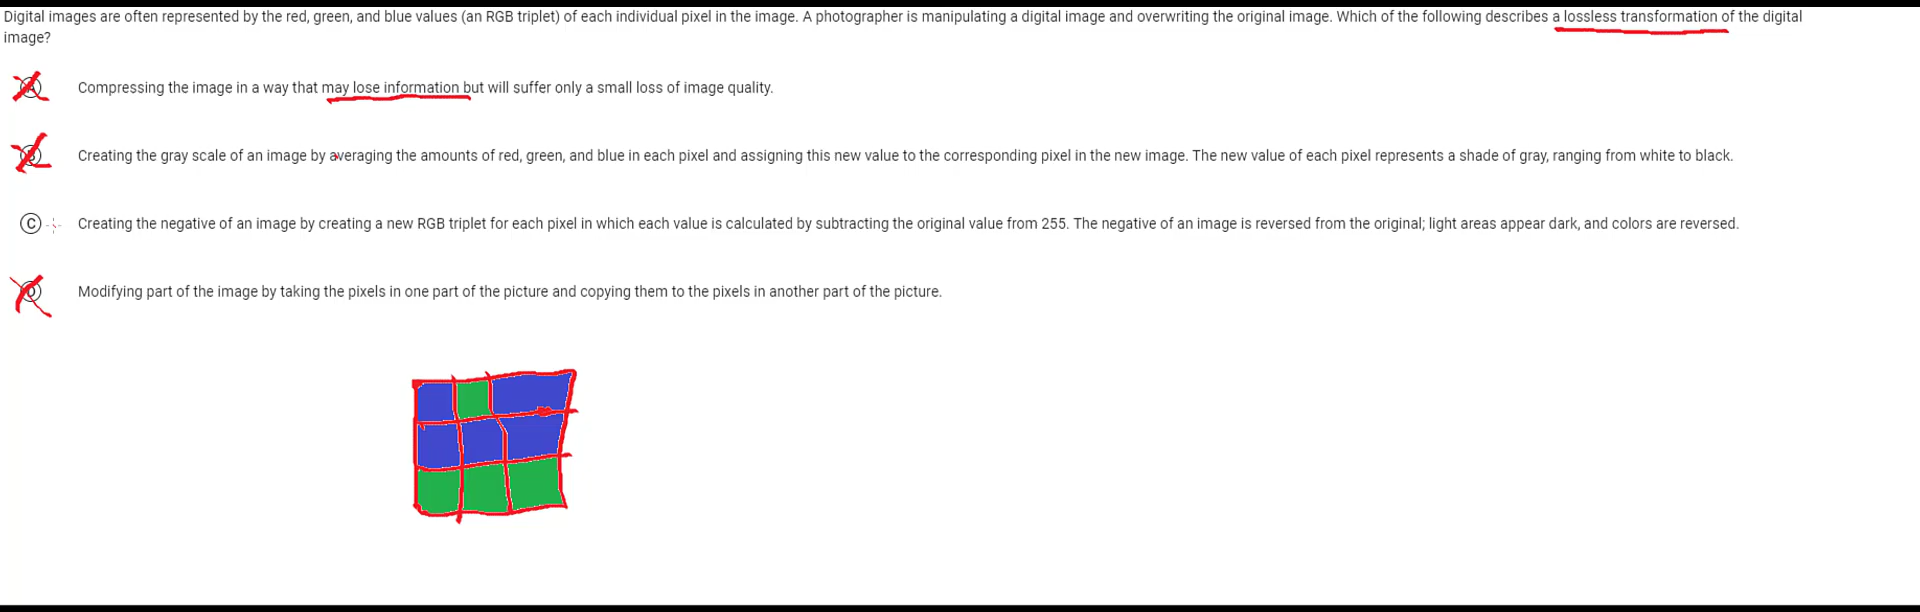 Digital images are often represented by the red, green, and blue values (an RGB triplet) of each individual pixel in the image. A photographer is manipulating a digital image and overwriting the original image. Which of the following describes a lossless transformation of the digital
image?
A Compressing the image in a way that may lose information but will suffer only a small loss of image quality.
B Creating the gray scale of an image by averaging the amounts of red, green, and blue in each pixel and assigning this new value to the corresponding pixel in the new image. The new value of each pixel represents a shade of gray, ranging from white to black.
C Creating the negative of an image by creating a new RGB triplet for each pixel in which each value is calculated by subtracting the original value from 255. The negative of an image is reversed from the original; light areas appear dark, and colors are reversed.
D Modifying part of the image by taking the pixels in one part of the picture and copying them to the pixels in another part of the picture.